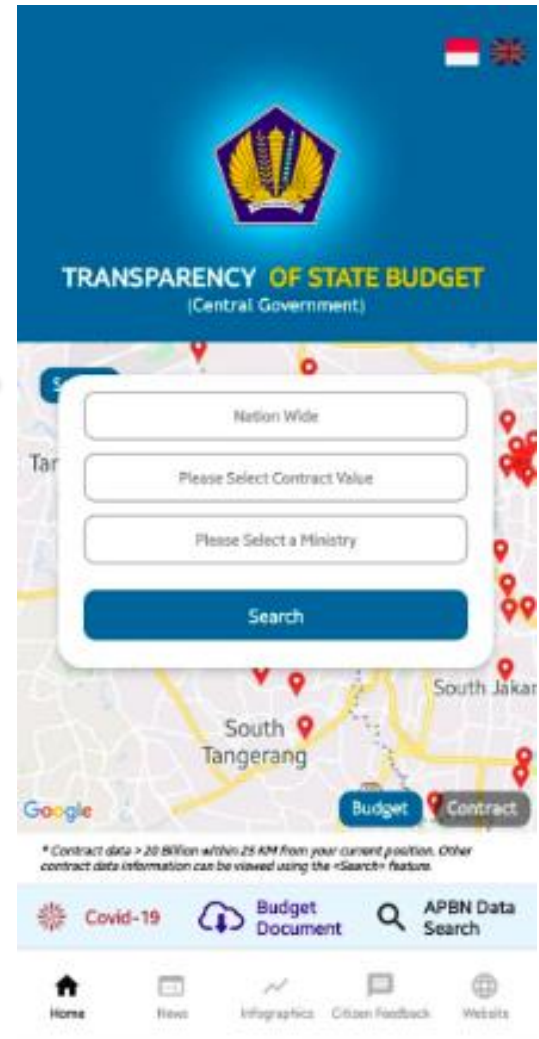 TRANSPARENCY OF STATE BUDGET
(Central Government)
Nation Wide
Tar
Please Select Contract Value
Please Select a Ministry
Search
South Jakar
South
Tangerang
Google
Budget
Contract
* Contract data > 20 Billion within 25 KM from your current position. Other
contract data information can be viewed using the <Search> feature.
Covid-19
Budget
Document
APBN Data
Search
Home
News
Infographics
Citizen Feedback
Website